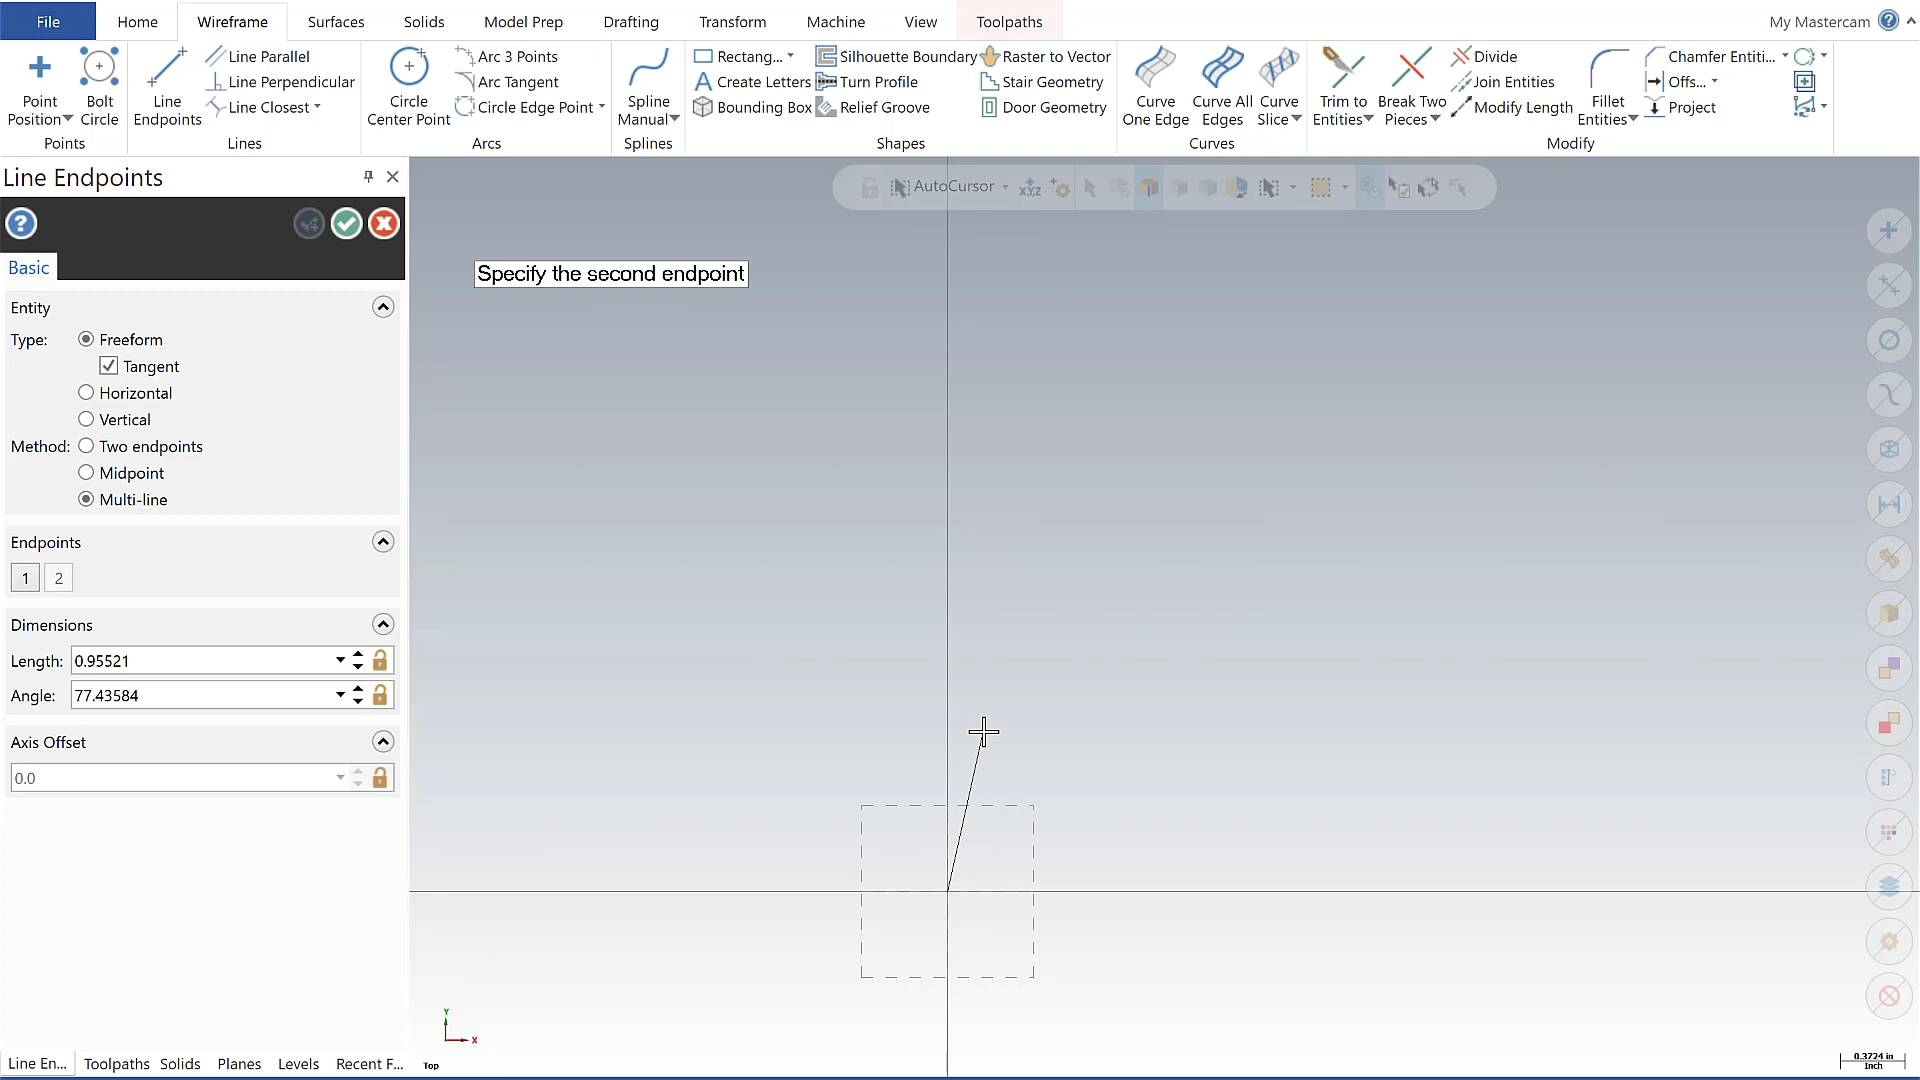 File Home Wireframe Surfaces Solids Model Prep Drafting Transform Machine View Toolpaths My Mastercam
Point Position
Bolt Circle
Points
Line Endpoints
Line Parallel
Line Perpendicular
Line Closest
Lines
Circle Center Point
Arc 3 Points
Arc Tangent
Circle Edge Point
Arcs
Spline Manual
Splines
Rectang...
Create Letters
Bounding Box
Silhouette Boundary
Turn Profile
Relief Groove
Raster to Vector
Stair Geometry
Door Geometry
Shapes
Curve One Edge
Curve All Edges
Curve Slice
Curves
Trim to Entities
Break Two Pieces
Divide
Join Entities
Modify Length
Fillet Entities
Chamfer Entiti...
Offs...
Project
Modify
Line Endpoints
Basic
Entity
Type: Freeform
Tangent
Horizontal
Vertical
Method: Two endpoints
Midpoint
Multi-line
Endpoints
1 2
Dimensions
Length: 0.95521
Angle: 77.43584
Axis Offset
0.0
AutoCursor
X,Y,Z
Specify the second endpoint
Y
X
Line En... Toolpaths Solids Planes Levels Recent F...
Top
0.3724 in
Inch